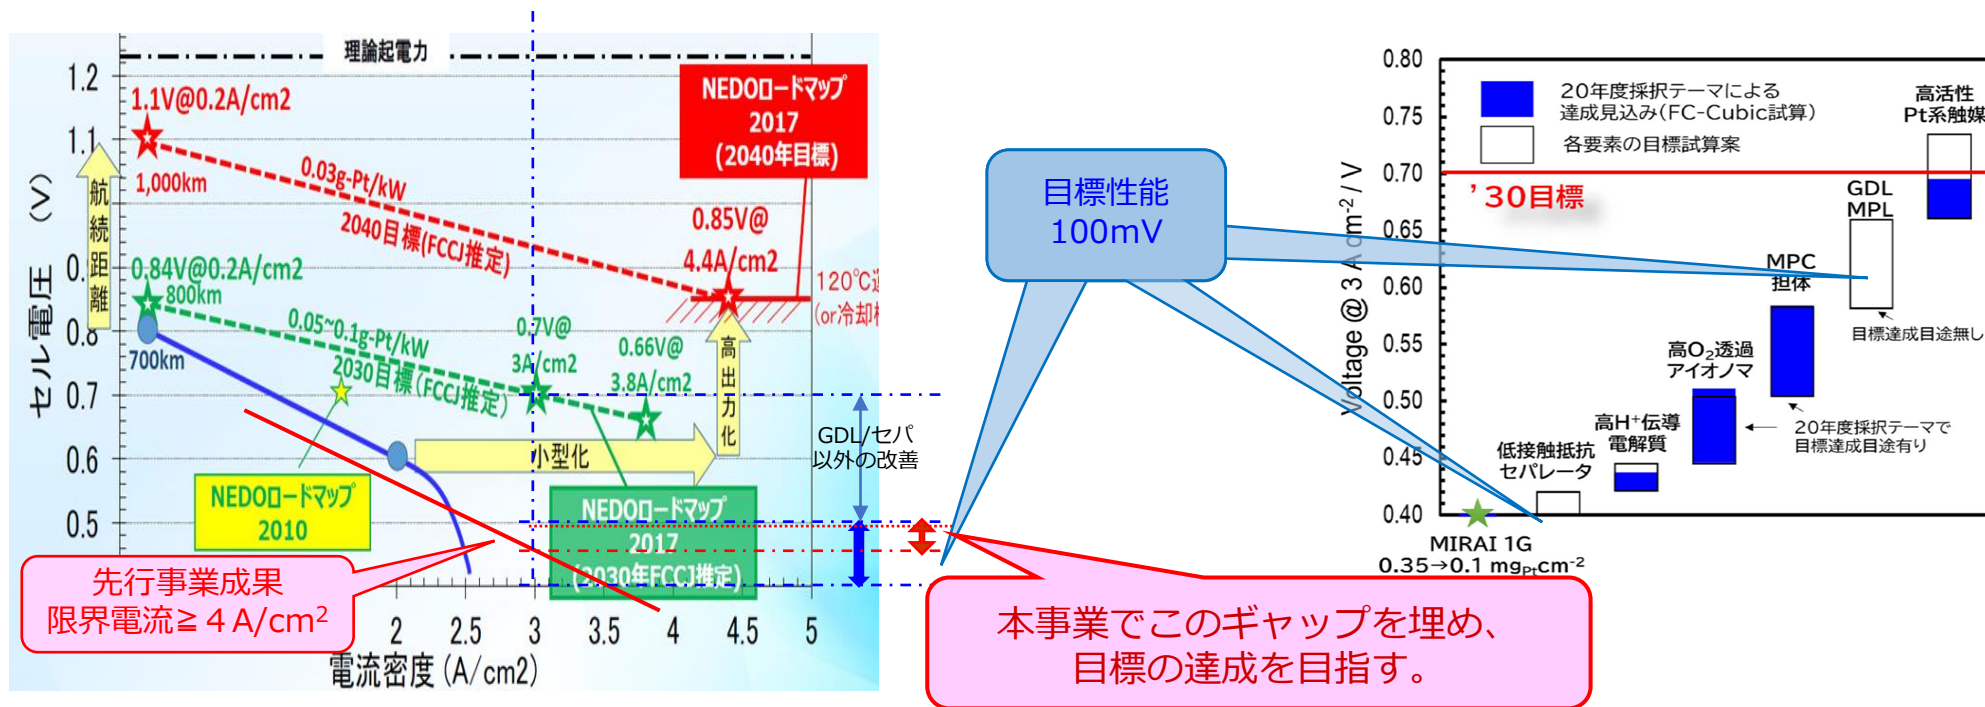 理論起電力
1.2
1.1V@0.2A/cm2
1.1
1,000km
0.03g-Pt/kW
2040目標(FCCJ推定)
NEDOロードマップ
2017
(2040年目標)
0.85V@
4.4A/cm2
120℃
(or冷却
航続距離
0.84V@0.2A/cm2
800km
0.8
700km
0.05~0.1g-Pt/kW
2030目標(FCCJ推定)
0.7V@
3A/cm2
0.66V@
3.8A/cm2
高出力化
0.7
0.6
0.5
小型化
GDL/セパ
以外の改善
NEDOロードマップ
2010
NEDOロードマップ
2017
(2030年FCCJ推定)
先行事業成果
限界電流≧4 A/cm2
2 2.5 3 3.5 4 4.5 5
電流密度(A/cm2)
セル電圧 (V)
目標性能
100mV
本事業でこのギャップを埋め、
目標の達成を目指す。
0.80
0.75
0.70
0.65
0.60
0.55
0.50
0.45
0.40
Voltage @ 3 A cm-2 / V
20年度採択テーマによる
達成見込み(FC-Cubic試算)
各要素の目標試算案
'30目標
高活性
Pt系触媒
GDL
MPL
目標達成目途無し
MPC
担体
高O2透過
アイオノマ
20年度採択テーマで
目標達成目途有り
高H+伝導
電解質
低接触抵抗
セパレータ
MIRAI 1G
0.35→0.1 mgPtcm-2